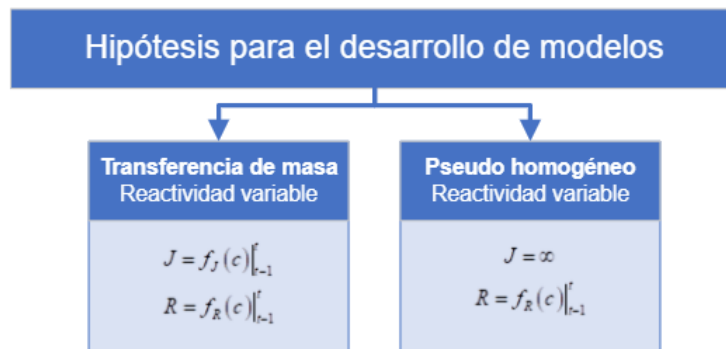 Hipótesis para el desarrollo de modelos
Transferencia de masa
Reactividad variable
J = f_J(c)|_{t-1}^{t}
R = f_R(c)|_{t-1}^{t}
Pseudo homogéneo
Reactividad variable
J = ∞
R = f_R(c)|_{t-1}^{t}